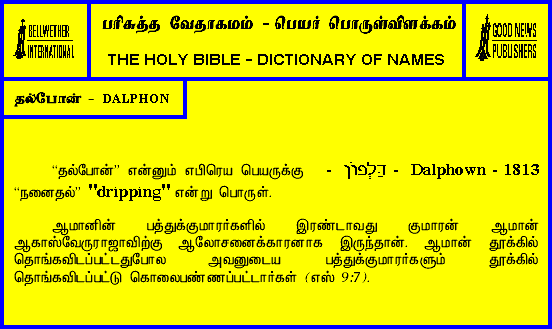 BELLWETHER
INTERNATIONAL
பரிசுத்த வேதாகமம் - பெயர் பொருள்விளக்கம்
THE HOLY BIBLE - DICTIONARY OF NAMES
GOOD NEWS
PUBLISHERS
தல்போன் - DALPHON
“தல்போன்” என்னும் எபிரெய பெயருக்கு - דַּלְפוֹן - Dalphown - 1813
“நனைதல்” "dripping" என்று பொருள்.
ஆமானின் பத்துக்குமாரர்களில் இரண்டாவது குமாரன் ஆமான்
ஆகாஸ்வேருராஜாவிற்கு ஆலோசனைக்காரனாக இருந்தான். ஆமான் தூக்கில்
தொங்கவிடப்பட்டதுபோல அவனுடைய பத்துக்குமாரர்களும் தூக்கில்
தொங்கவிடப்பட்டு கொலைபண்ணப்பட்டார்கள் (எஸ் 9:7).